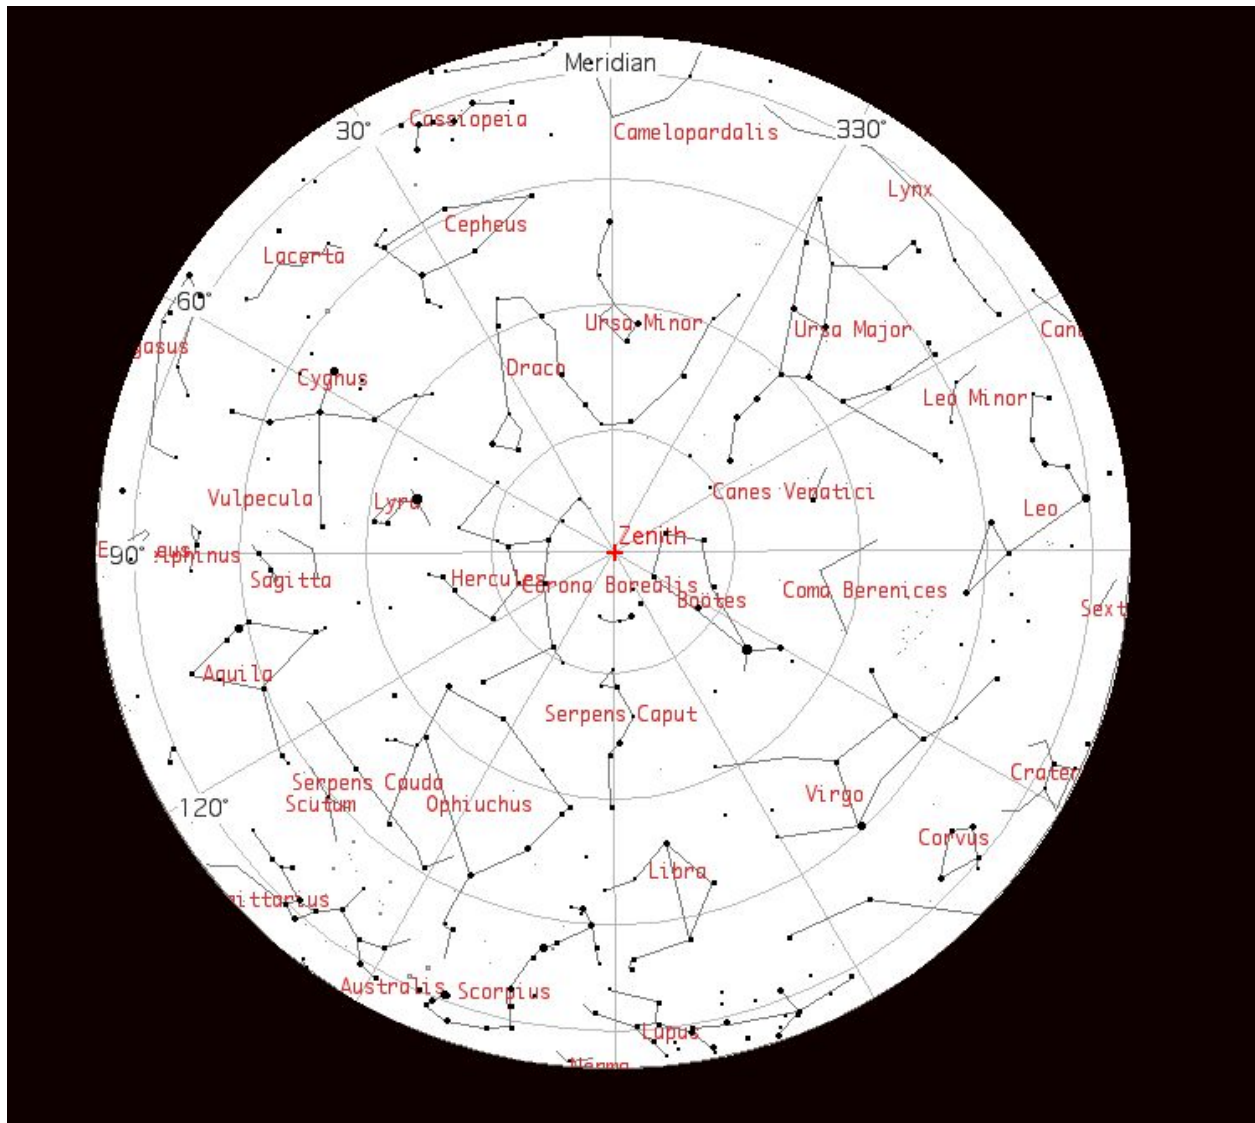 Meridian
Cassiopeia
30°
Camelopardalis
330°
Lynx
Cepheus
Lacerta
60°
Ursa Minor
Ursa Major
Draco
Cygnus
Leo Minor
Vulpecula
Lyra
Canes Venatici
Leo
Zenith
90°
Sagitta
Hercules
Corona Borealis
Boötes
Coma Berenices
Aquila
Serpens Caput
Serpens Cauda
Scutum
Ophiuchus
120°
Virgo
Crater
Corvus
Libra
gittarius
Australis
Scorpius
Lupus
Norma